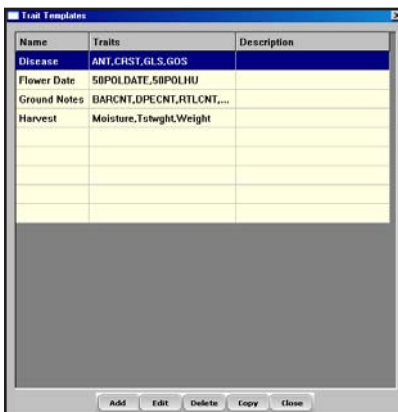 Trait Templates
Name Traits Description
Disease ANT,CRST,GLS,GOS
Flower Date 50POLDATE,50POLHU
Ground Notes BARCNT,DPECNT,RTLCNT,...
Harvest Moisture,Tstwght,Weight
Add Edit Delete Copy Close